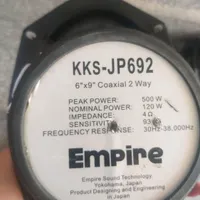 KKS-JP692
6"x9" Coaxial 2 Way
PEAK POWER: 500 W
NOMINAL POWER: 120 W
IMPEDANCE: 4 Ω
SENSITIVITY: 93
FREQUENCY RESPONSE: 30Hz-38,000Hz
Empire
Empire Sound Technology
Yokohama, Japan
Product Designing and Engineering
In Japan